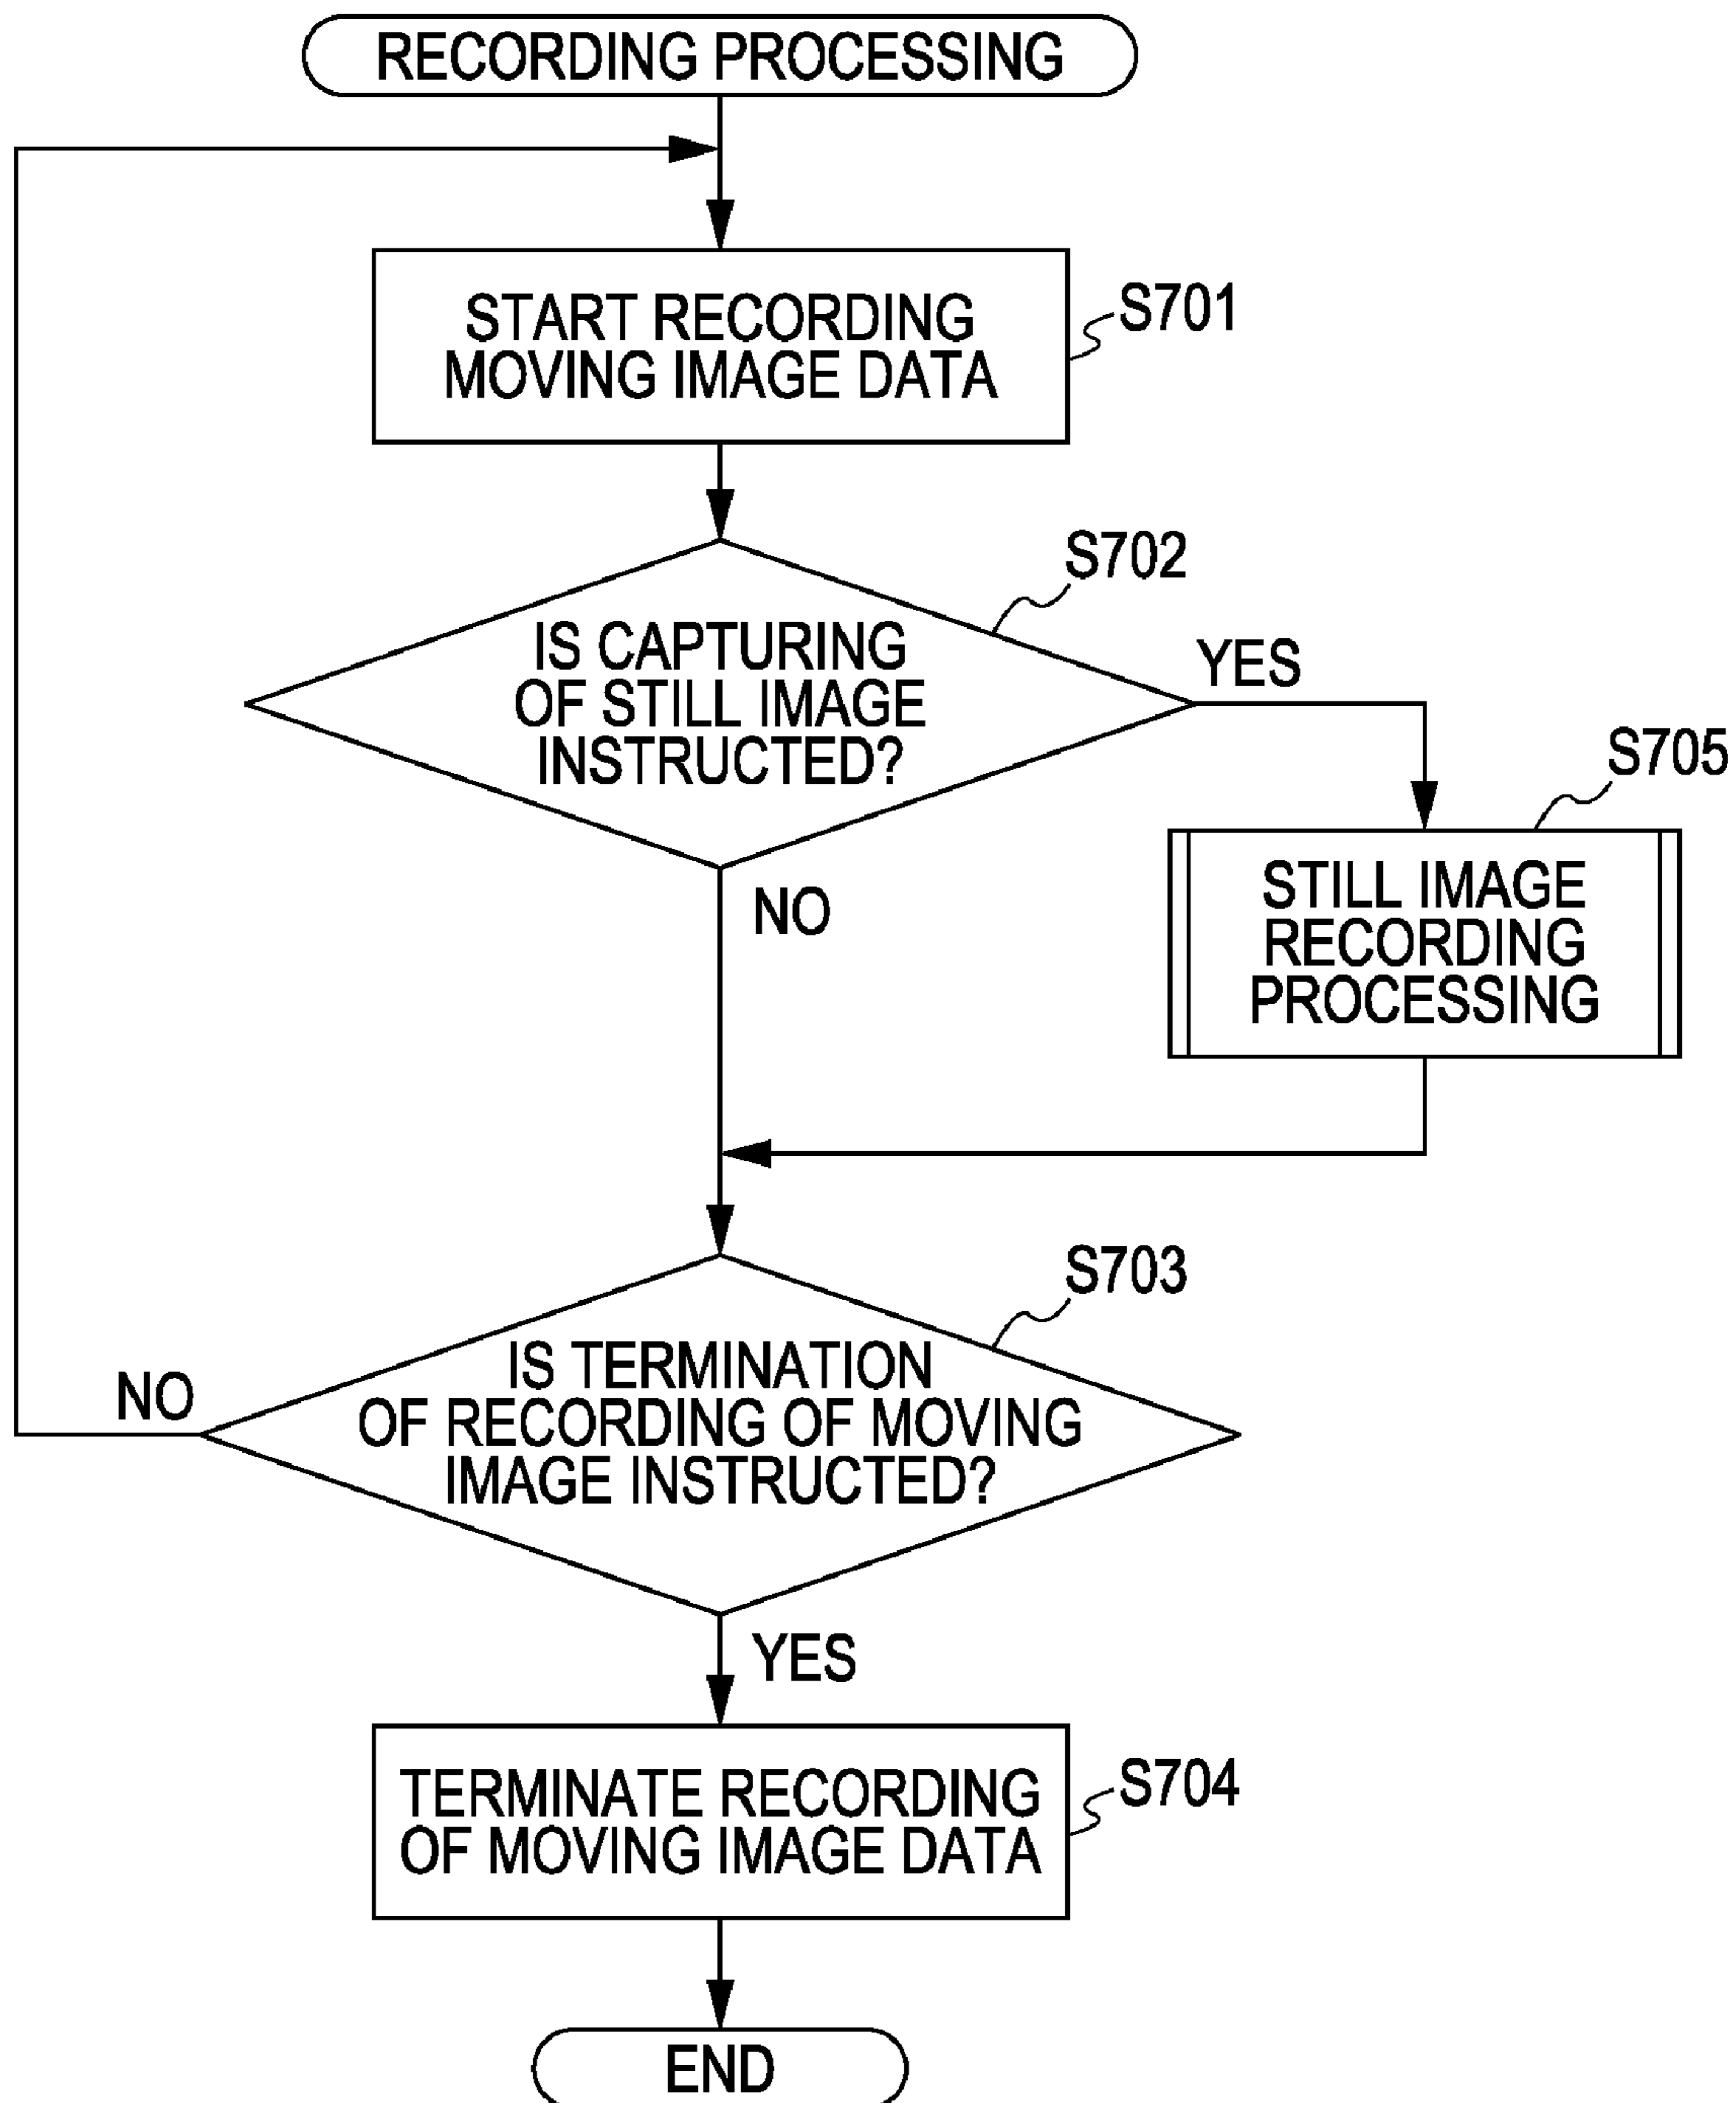 RECORDING PROCESSING
START RECORDING
MOVING IMAGE DATA
S701
S702
IS CAPTURING
OF STILL IMAGE
INSTRUCTED?
YES
NO
S705
STILL IMAGE
RECORDING
PROCESSING
S703
IS TERMINATION
OF RECORDING OF MOVING
IMAGE INSTRUCTED?
NO
YES
TERMINATE RECORDING
OF MOVING IMAGE DATA
S704
END